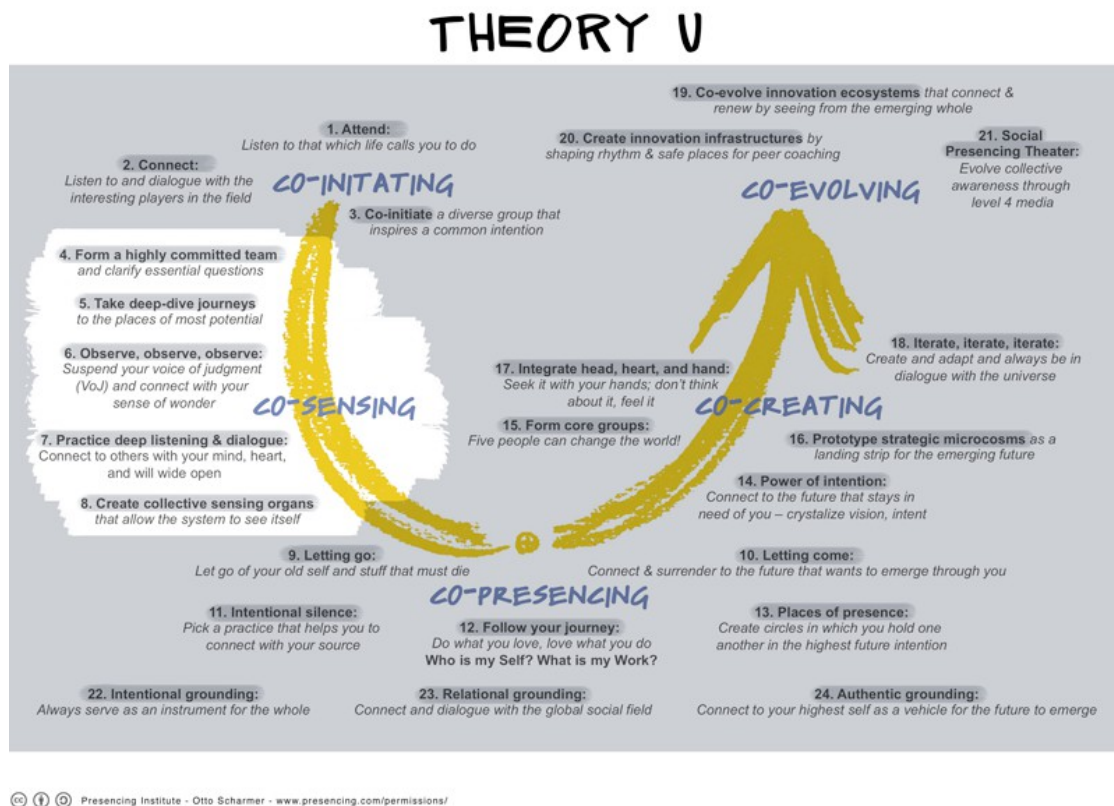 THEORY U
19. Co-evolve innovation ecosystems that connect &
renew by seeing from the emerging whole
1. Attend:
Listen to that which life calls you to do
20. Create innovation infrastructures by
shaping rhythm & safe places for peer coaching
21. Social
Presencing Theater:
Evolve collective
awareness through
level 4 media
2. Connect:
Listen to and dialogue with the
interesting players in the field
CO-INITATING
CO-EVOLVING
3. Co-initiate a diverse group that
inspires a common intention
4. Form a highly committed team
and clarify essential questions
5. Take deep-dive journeys
to the places of most potential
6. Observe, observe, observe:
Suspend your voice of judgment
(VoJ) and connect with your
sense of wonder
CO-SENSING
7. Practice deep listening & dialogue:
Connect to others with your mind, heart,
and will wide open
8. Create collective sensing organs
that allow the system to see itself
18. Iterate, iterate, iterate:
Create and adapt and always be in
dialogue with the universe
17. Integrate head, heart, and hand:
Seek it with your hands; don't think
about it, feel it
CO-CREATING
15. Form core groups:
Five people can change the world!
16. Prototype strategic microcosms as a
landing strip for the emerging future
14. Power of intention:
Connect to the future that stays in
need of you – crystalize vision, intent
9. Letting go:
Let go of your old self and stuff that must die
10. Letting come:
Connect & surrender to the future that wants to emerge through you
CO-PRESENCING
11. Intentional silence:
Pick a practice that helps you to
connect with your source
12. Follow your journey:
Do what you love, love what you do
Who is my Self? What is my Work?
13. Places of presence:
Create circles in which you hold one
another in the highest future intention
22. Intentional grounding:
Always serve as an instrument for the whole
23. Relational grounding:
Connect and dialogue with the global social field
24. Authentic grounding:
Connect to your highest self as a vehicle for the future to emerge
cc Presencing Institute - Otto Scharmer - www.presencing.com/permissions/